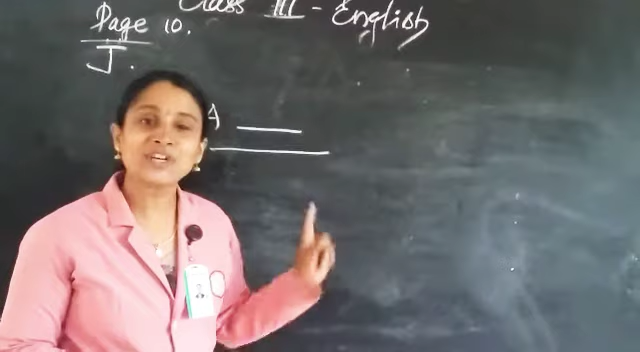 Class III - English
Page 10.
J.
A